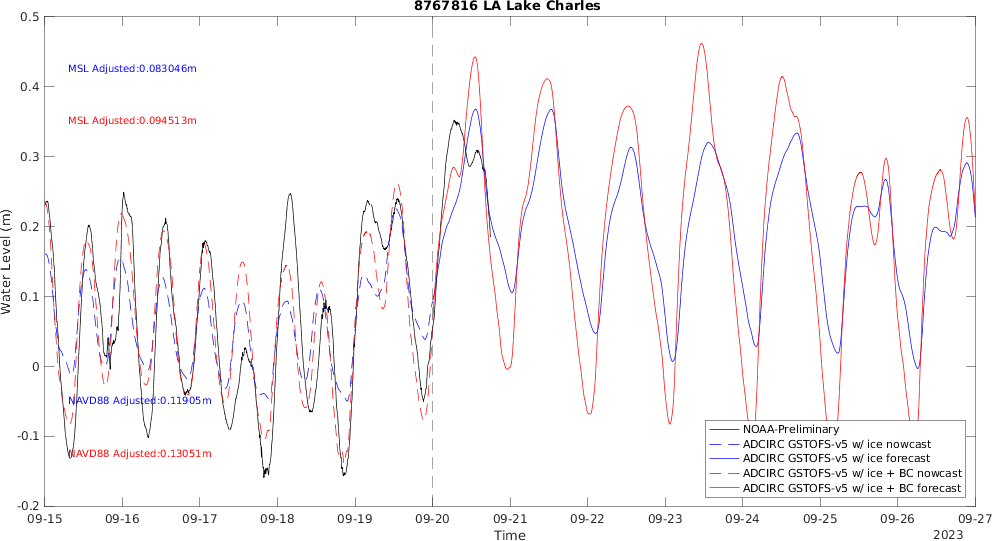 8767816 LA Lake Charles
0.5
0.4
0.3
0.2
0.1
0
-0.1
-0.2
Water Level (m)
MSL Adjusted:0.083046m
MSL Adjusted:0.094513m
NAVD88 Adjusted:0.11905m
NAVD88 Adjusted:0.13051m
NOAA-Preliminary
ADCIRC GSTOFS-v5 w/ ice nowcast
ADCIRC GSTOFS-v5 w/ ice forecast
ADCIRC GSTOFS-v5 w/ ice + BC nowcast
ADCIRC GSTOFS-v5 w/ ice + BC forecast
09-15 09-16 09-17 09-18 09-19 09-20 09-21 09-22 09-23 09-24 09-25 09-26 09-27
Time
2023